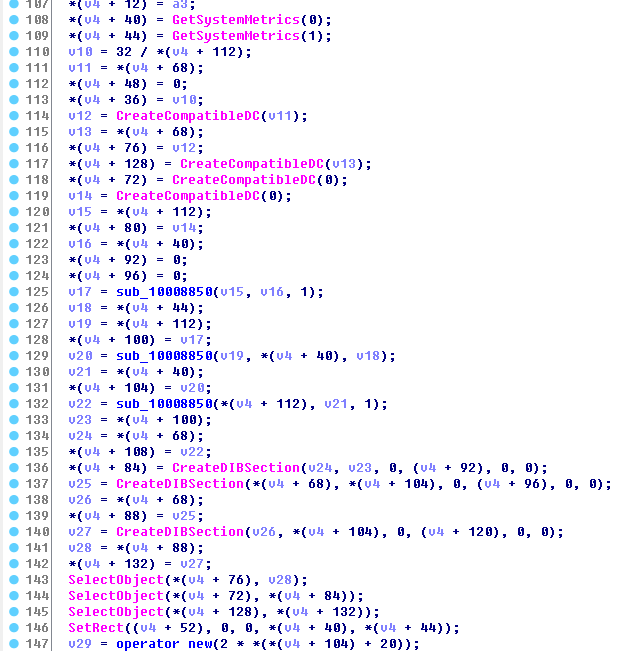 107 *(v4 + 12) = a3;
108 *(v4 + 40) = GetSystemMetrics(0);
109 *(v4 + 44) = GetSystemMetrics(1);
110 v10 = 32 / *(v4 + 112);
111 v11 = *(v4 + 68);
112 *(v4 + 48) = 0;
113 *(v4 + 36) = v10;
114 v12 = CreateCompatibleDC(v11);
115 v13 = *(v4 + 68);
116 *(v4 + 76) = v12;
117 *(v4 + 128) = CreateCompatibleDC(v13);
118 *(v4 + 72) = CreateCompatibleDC(0);
119 v14 = CreateCompatibleDC(0);
120 v15 = *(v4 + 112);
121 *(v4 + 80) = v14;
122 v16 = *(v4 + 40);
123 *(v4 + 92) = 0;
124 *(v4 + 96) = 0;
125 v17 = sub_10008850(v15, v16, 1);
126 v18 = *(v4 + 44);
127 v19 = *(v4 + 112);
128 *(v4 + 100) = v17;
129 v20 = sub_10008850(v19, *(v4 + 40), v18);
130 v21 = *(v4 + 40);
131 *(v4 + 104) = v20;
132 v22 = sub_10008850(*(v4 + 112), v21, 1);
133 v23 = *(v4 + 100);
134 v24 = *(v4 + 68);
135 *(v4 + 108) = v22;
136 *(v4 + 84) = CreateDIBSection(v24, v23, 0, (v4 + 92), 0, 0);
137 v25 = CreateDIBSection(*(v4 + 68), *(v4 + 104), 0, (v4 + 96), 0, 0);
138 v26 = *(v4 + 68);
139 *(v4 + 88) = v25;
140 v27 = CreateDIBSection(v26, *(v4 + 104), 0, (v4 + 120), 0, 0);
141 v28 = *(v4 + 88);
142 *(v4 + 132) = v27;
143 SelectObject(*(v4 + 76), v28);
144 SelectObject(*(v4 + 72), *(v4 + 84));
145 SelectObject(*(v4 + 128), *(v4 + 132));
146 SetRect((v4 + 52), 0, 0, *(v4 + 40), *(v4 + 44));
147 v29 = operator new(2 * *(*(v4 + 104) + 20));